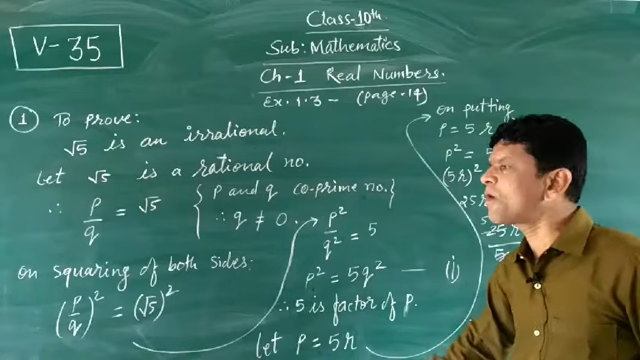 V-35
Class-10th.
Sub: Mathematics
Ch-1 Real Numbers.
Ex. 1.3 - (Page-14)
① To prove:
√5 is an irrational.
Let √5 is a rational no.
∴ p/q = √5 { p and q co-prime no. }
∴ q ≠ 0.
on squaring of both sides:
(p/q)² = (√5)²
p²/q² = 5
p² = 5q² — (i)
∴ 5 is factor of p.
Let p = 5r
on putting
p = 5r
p² = 5
(5r)²